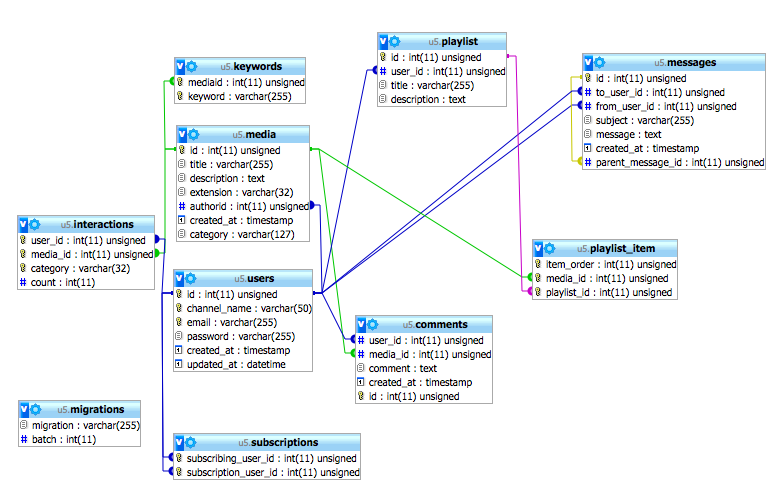 u5.keywords
mediaid : int(11) unsigned
keyword : varchar(255)
u5.media
id : int(11) unsigned
title : varchar(255)
description : text
extension : varchar(32)
authorid : int(11) unsigned
created_at : timestamp
category : varchar(127)
u5.interactions
user_id : int(11) unsigned
media_id : int(11) unsigned
category : varchar(32)
count : int(11)
u5.users
id : int(11) unsigned
channel_name : varchar(50)
email : varchar(255)
password : varchar(255)
created_at : timestamp
updated_at : datetime
u5.migrations
migration : varchar(255)
batch : int(11)
u5.subscriptions
subscribing_user_id : int(11) unsigned
subscription_user_id : int(11) unsigned
u5.playlist
id : int(11) unsigned
user_id : int(11) unsigned
title : varchar(255)
description : text
u5.comments
user_id : int(11) unsigned
media_id : int(11) unsigned
comment : text
created_at : timestamp
id : int(11) unsigned
u5.messages
id : int(11) unsigned
to_user_id : int(11) unsigned
from_user_id : int(11) unsigned
subject : varchar(255)
message : text
created_at : timestamp
parent_message_id : int(11) unsigned
u5.playlist_item
item_order : int(11) unsigned
media_id : int(11) unsigned
playlist_id : int(11) unsigned